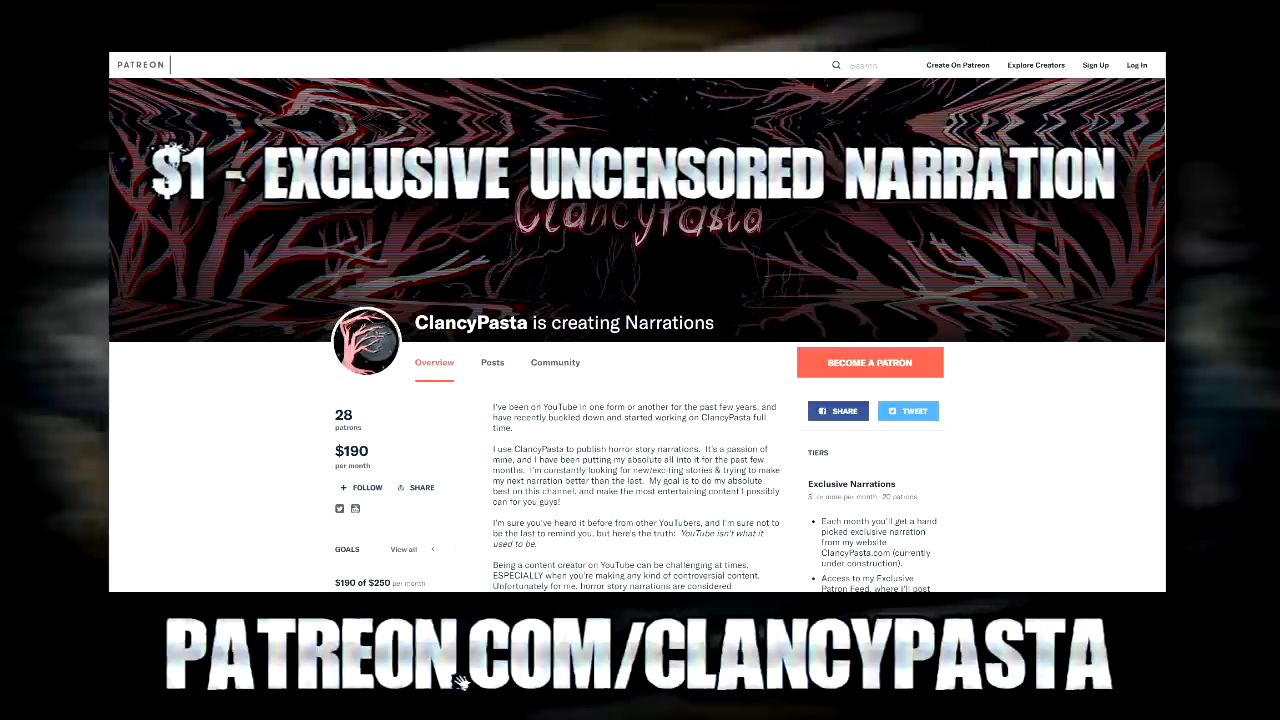 PATREON
Search
Create On Patreon
Explore Creators
Sign Up
Log In
$1 - EXCLUSIVE UNCENSORED NARRATION
ClancyPasta
ClancyPasta is creating Narrations
Overview
Posts
Community
BECOME A PATRON
28
patrons
$190
per month
+ FOLLOW
SHARE
GOALS
View all
$190 of $250 per month
I've been on YouTube in one form or another for the past few years, and
have recently buckled down and started working on ClancyPasta full
time.
I use ClancyPasta to publish horror story narrations. It's a passion of
mine, and I have been putting my absolute all into it for the past few
months. I'm constantly looking for new/exciting stories & trying to make
my next narration better than the last. My goal is to do my absolute
best on this channel, and make the most entertaining content I possibly
can for you guys!
I'm sure you've heard it before from other YouTubers, and I'm sure not to
be the last to remind you, but here's the truth: YouTube isn't what it
used to be.
Being a content creator on YouTube can be challenging at times,
ESPECIALLY when you're making any kind of controversial content.
Unfortunately for me, horror story narrations are considered
SHARE
TWEET
TIERS
Exclusive Narrations
or more per month · 20 patrons
• Each month you'll get a hand
picked exclusive narration
from my website
ClancyPasta.com (currently
under construction).
• Access to my Exclusive
Patron Feed, where I'll post
PATREON.COM/CLANCYPASTA